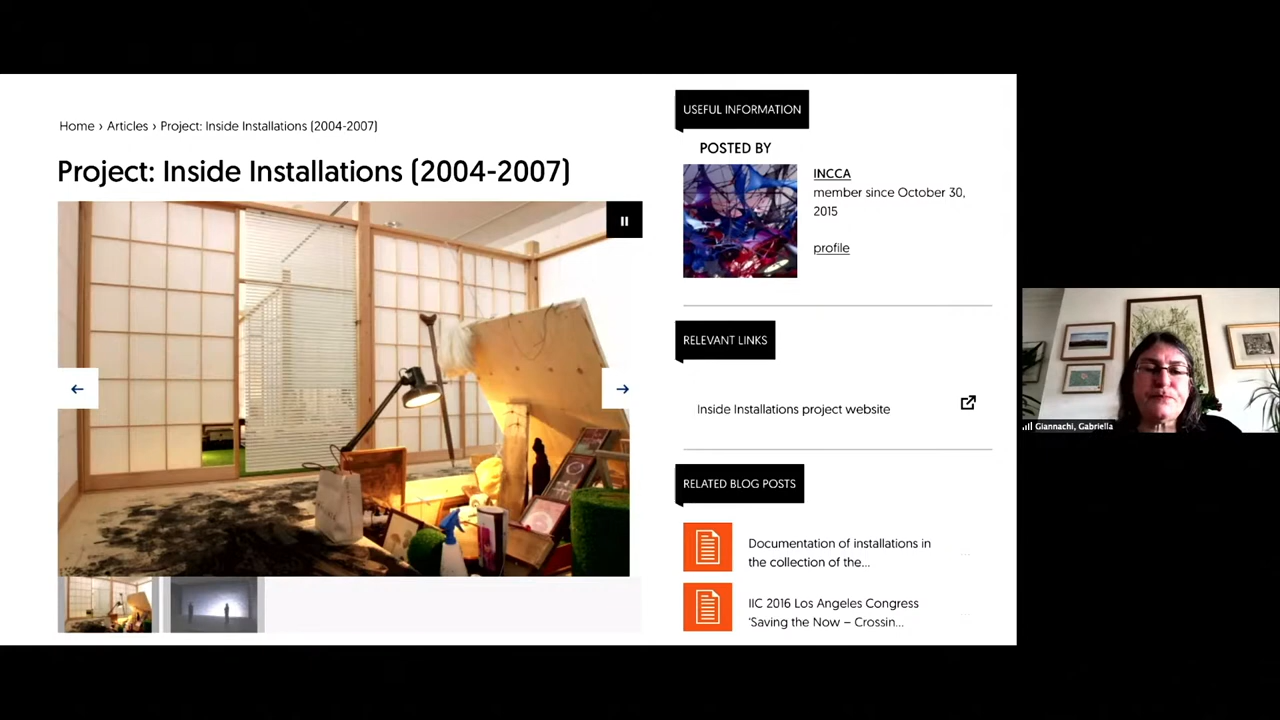 Home › Articles › Project: Inside Installations (2004-2007)
Project: Inside Installations (2004-2007)
USEFUL INFORMATION
POSTED BY
INCCA
member since October 30,
2015
profile
RELEVANT LINKS
Inside Installations project website
RELATED BLOG POSTS
Documentation of installations in
the collection of the...
IIC 2016 Los Angeles Congress
'Saving the Now – Crossin...
Giannachi, Gabriella